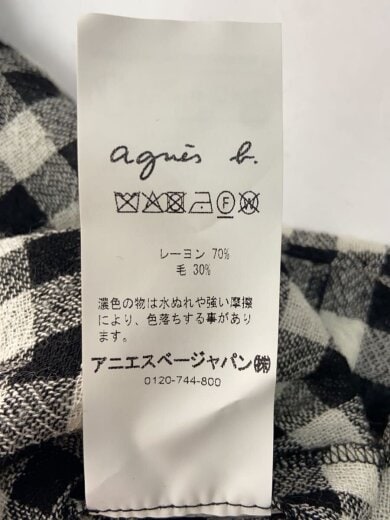 agnès b.
F W
レーヨン 70%
毛 30%
濃色の物は水ぬれや強い摩擦
により、色落ちする事があり
ます。
アニエスベージャパン㈱
0120-744-800